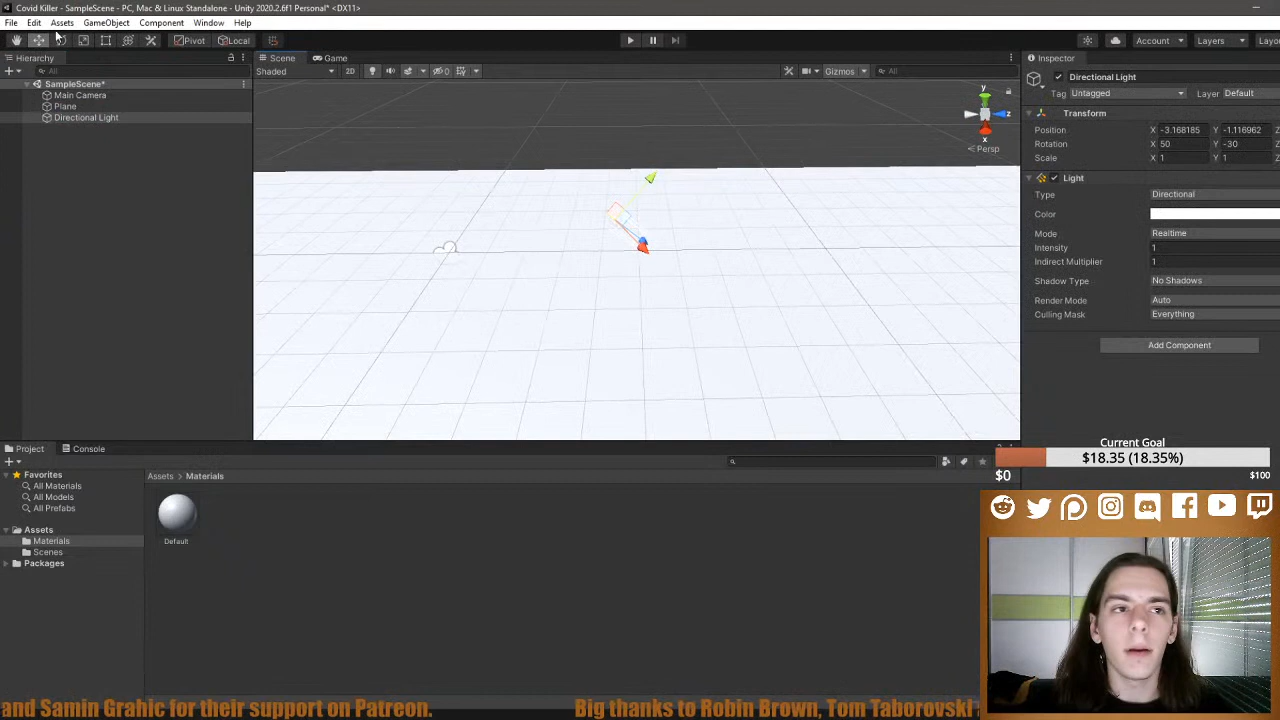 Covid Killer - SampleScene - PC, Mac & Linux Standalone - Unity 2020.2.6f1 Personal* <DX11>
File Edit Assets GameObject Component Window Help
Pivot Local Account Layers Layou
Hierarchy Scene Game Inspector
All Shaded 2D 0 Gizmos All Directional Light
SampleScene* Tag Untagged Layer Default
Main Camera
Plane
Directional Light
y
z
x
Persp
Transform
Position X -3.168185 Y -1.116962 Z
Rotation X 50 Y -30 Z
Scale X 1 Y 1 Z
Light
Type Directional
Color
Mode Realtime
Intensity 1
Indirect Multiplier 1
Shadow Type No Shadows
Render Mode Auto
Culling Mask Everything
Add Component
Project Console
Favorites
All Materials
All Models
All Prefabs
Assets
Materials
Scenes
Packages
Assets > Materials
Default
Current Goal
$18.35 (18.35%)
$0 $100
and Samin Grahic for their support on Patreon. Big thanks to Robin Brown, Tom Taborovski